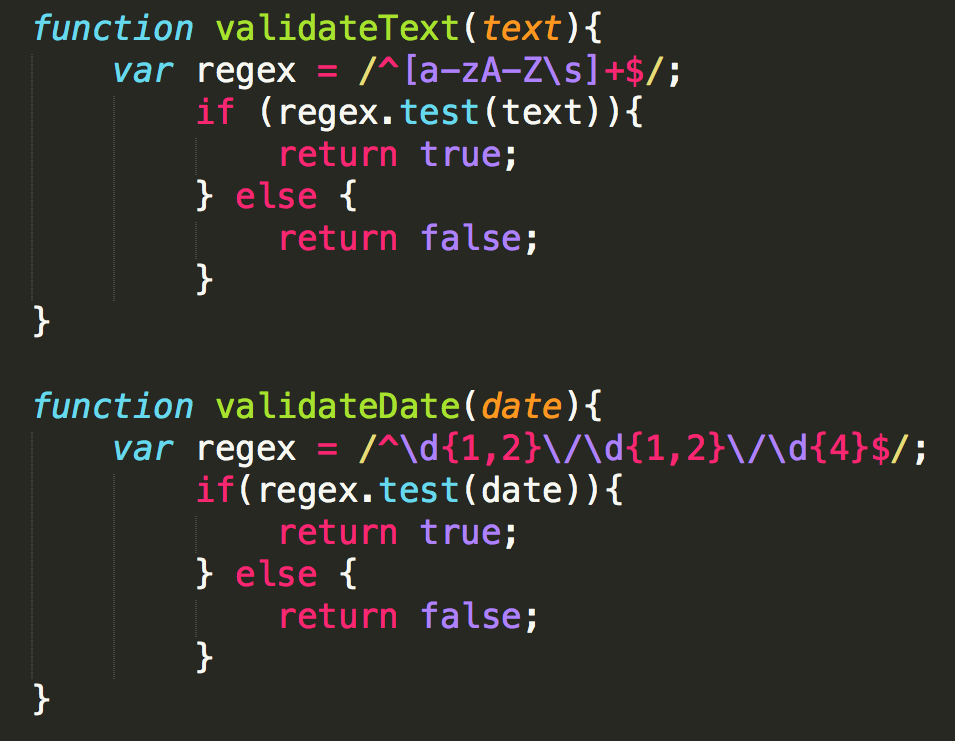 function validateText(text){
    var regex = /^[a-zA-Z\s]+$/;
        if (regex.test(text)){
            return true;
        } else {
            return false;
        }
}

function validateDate(date){
    var regex = /^\d{1,2}\/\d{1,2}\/\d{4}$/;
        if(regex.test(date)){
            return true;
        } else {
            return false;
        }
}